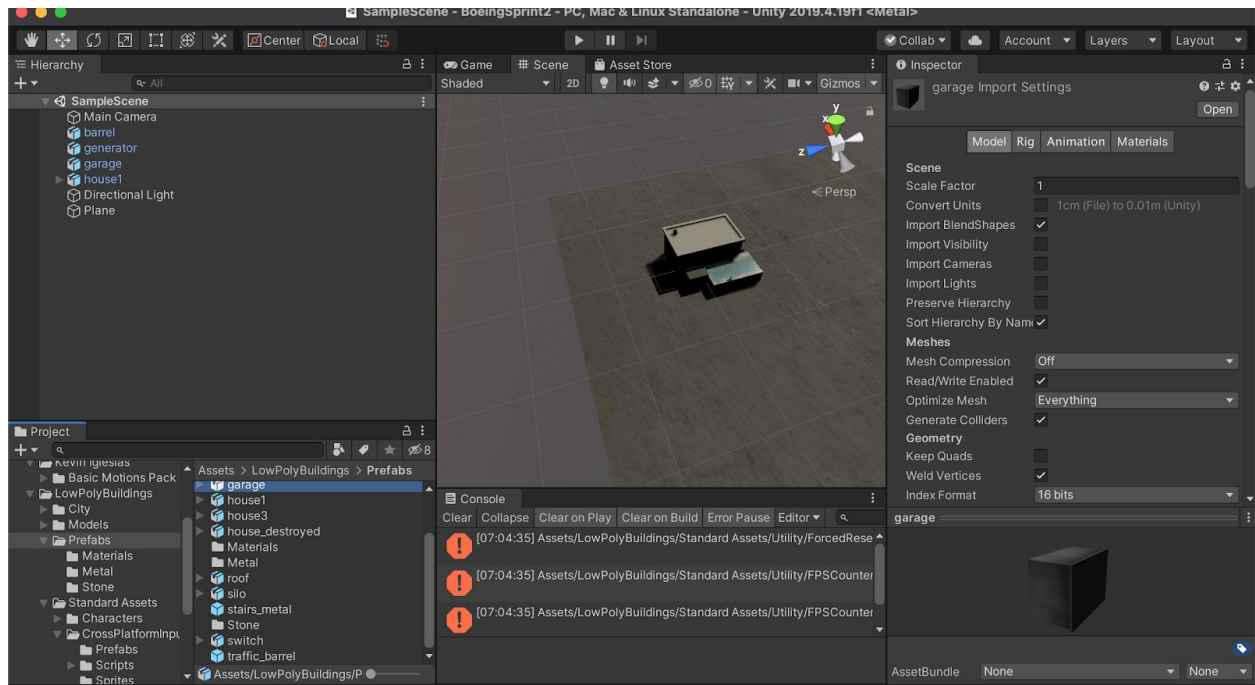 SampleScene - BoeingSprint2 - PC, Mac & Linux Standalone - Unity 2019.4.19f1 <Metal>
Center Local Collab Account Layers Layout
Hierarchy
All
SampleScene
Main Camera
barrel
generator
garage
house1
Directional Light
Plane
Game Scene Asset Store
Shaded 2D 0 Gizmos
y
x
z
Persp
Inspector
garage Import Settings
Open
Model Rig Animation Materials
Scene
Scale Factor 1
Convert Units 1cm (File) to 0.01m (Unity)
Import BlendShapes
Import Visibility
Import Cameras
Import Lights
Preserve Hierarchy
Sort Hierarchy By Nam
Meshes
Mesh Compression Off
Read/Write Enabled
Optimize Mesh Everything
Generate Colliders
Geometry
Keep Quads
Weld Vertices
Index Format 16 bits
garage
AssetBundle None None
Project
8
Kevin Iglesias
Basic Motions Pack
LowPolyBuildings
City
Models
Prefabs
Materials
Metal
Stone
Standard Assets
Characters
CrossPlatformInpu
Prefabs
Scripts
Sprites
Assets > LowPolyBuildings > Prefabs
garage
house1
house3
house_destroyed
Materials
Metal
roof
silo
stairs_metal
Stone
switch
traffic_barrel
Assets/LowPolyBuildings/P
Console
Clear Collapse Clear on Play Clear on Build Error Pause Editor
[07:04:35] Assets/LowPolyBuildings/Standard Assets/Utility/ForcedRese
[07:04:35] Assets/LowPolyBuildings/Standard Assets/Utility/FPSCounter
[07:04:35] Assets/LowPolyBuildings/Standard Assets/Utility/FPSCounter